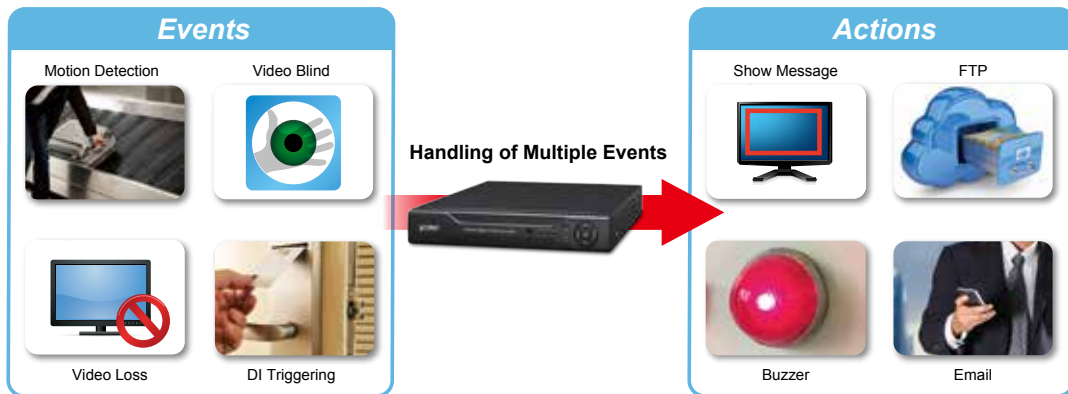 Events
Motion Detection
Video Blind
Video Loss
DI Triggering
Handling of Multiple Events
Actions
Show Message
FTP
Buzzer
Email